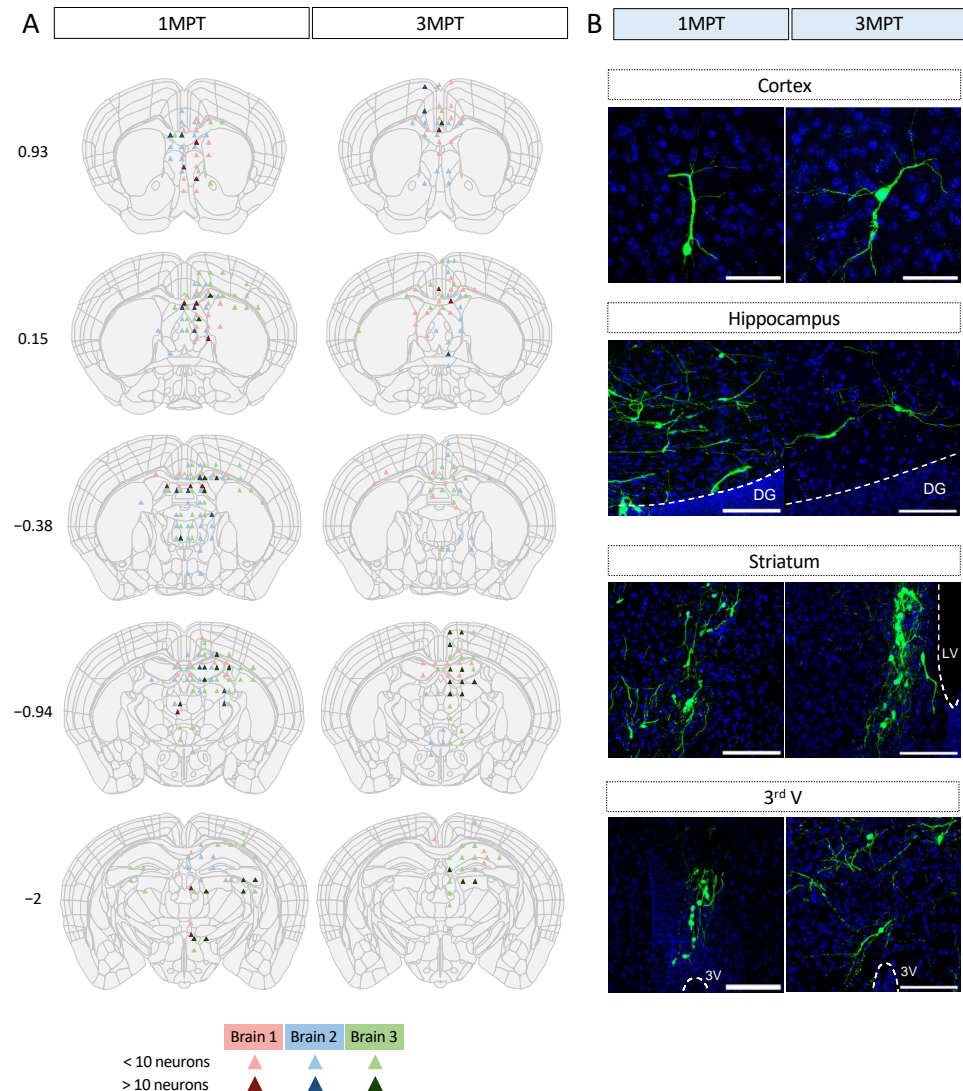 A
1MPT
3MPT
0.93
0.15
−0.38
−0.94
−2
Brain 1 Brain 2 Brain 3
< 10 neurons
> 10 neurons
B
1MPT
3MPT
Cortex
Hippocampus
DG
DG
Striatum
LV
3rd V
3V
3V